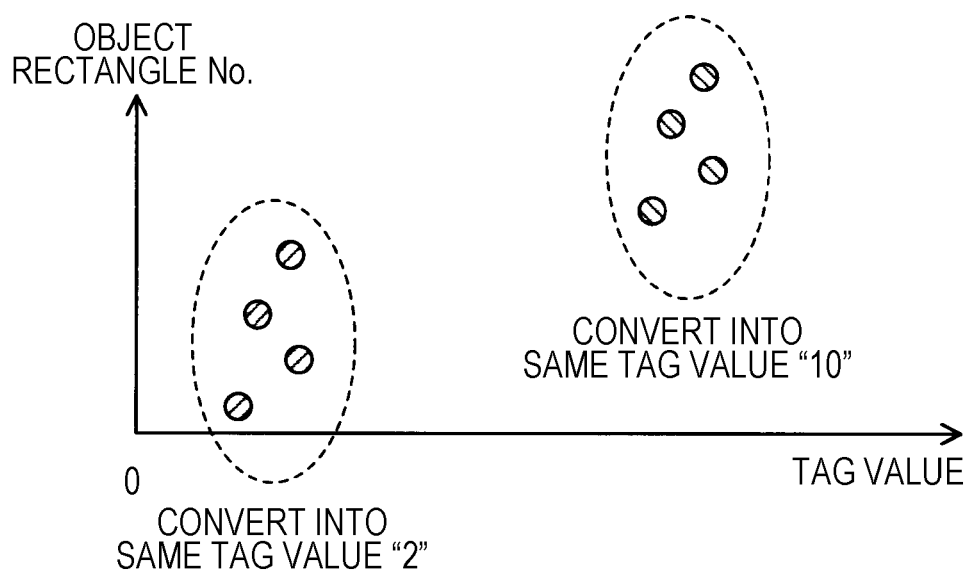 OBJECT
RECTANGLE No.
CONVERT INTO
SAME TAG VALUE “10”
0
TAG VALUE
CONVERT INTO
SAME TAG VALUE “2”